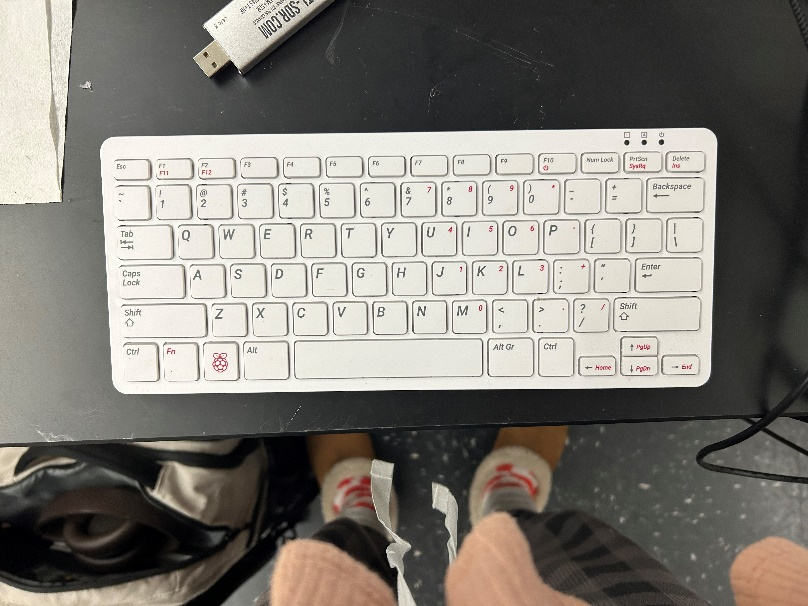 RTL-SDR.COM
Esc F1 F2 F3 F4 F5 F6 F7 F8 F9 F10 Num Lock PrtScn Delete
F11 F12 SysRq Ins
~ ! @ # $ % ^ & 7 * 8 ( 9 ) * _ + Backspace
` 1 2 3 4 5 6 7 8 9 0 - =
Tab Q W E R T Y U 4 I 5 O 6 P { } |
[ ] \
Caps Lock A S D F G H J 1 K 2 L 3 : + " Enter
; '
Shift Z X C V B N M 0 < > ? / Shift
, . /
Ctrl Fn Alt Alt Gr Ctrl ← Home ↑ PgUp ↓ PgDn → End